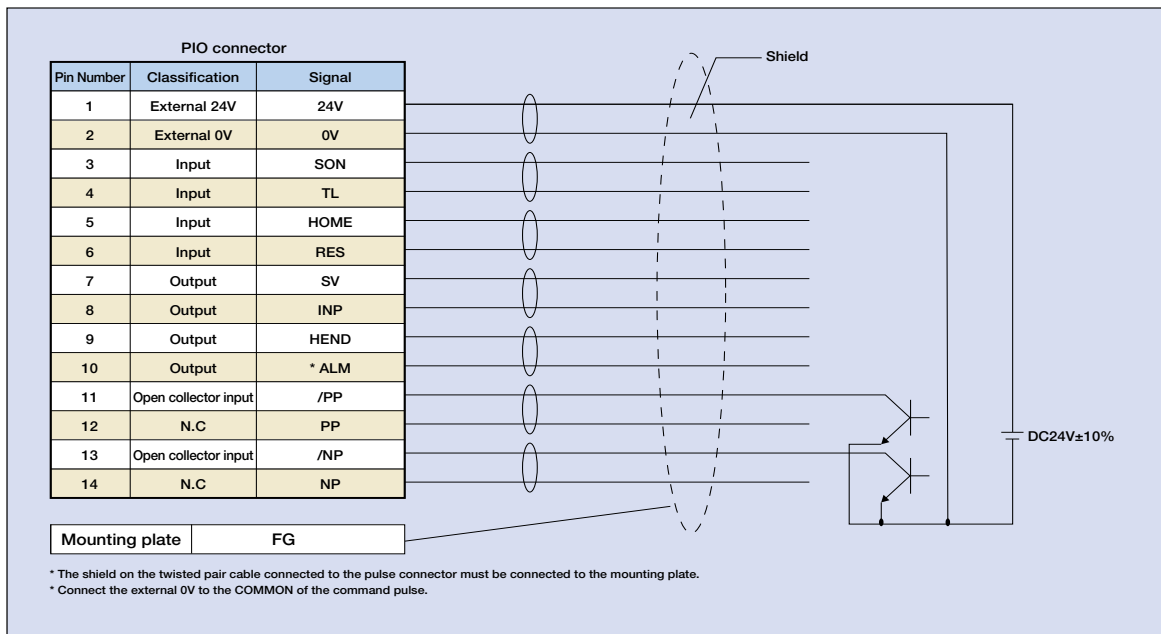 PIO connector
Shield
Pin Number Classification Signal
1 External 24V 24V
2 External 0V 0V
3 Input SON
4 Input TL
5 Input HOME
6 Input RES
7 Output SV
8 Output INP
9 Output HEND
10 Output * ALM
11 Open collector input /PP
12 N.C PP
13 Open collector input /NP
14 N.C NP
DC24V±10%
Mounting plate FG
* The shield on the twisted pair cable connected to the pulse connector must be connected to the mounting plate.
* Connect the external 0V to the COMMON of the command pulse.